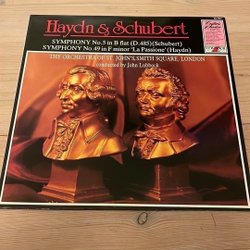 Haydn & Schubert
SYMPHONY No.5 in B flat (D.485)(Schubert)
SYMPHONY No.49 in F minor 'La Passione' (Haydn)
THE ORCHESTRA OF ST. JOHN'S, SMITH SQUARE, LONDON
conducted by John Lubbock